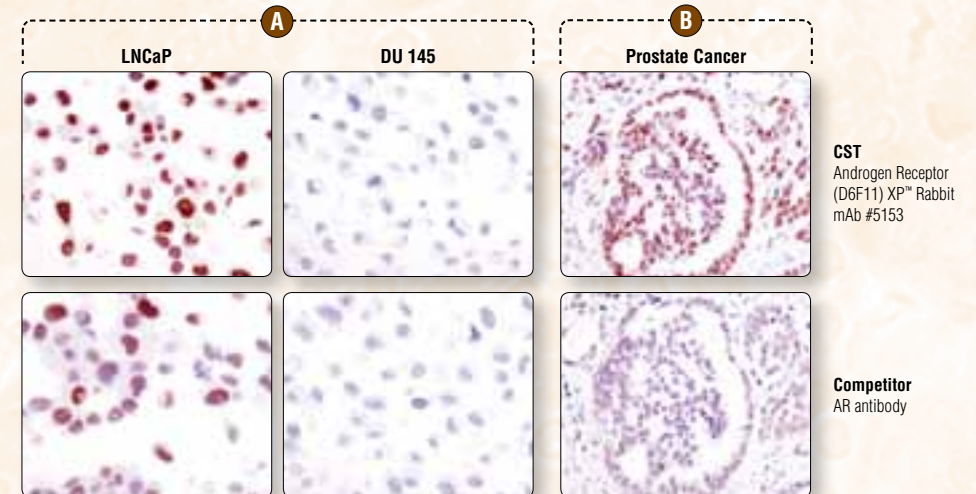 A
B
LNCaP
DU 145
Prostate Cancer
CST
Androgen Receptor
(D6F11) XP™ Rabbit
mAb #5153
Competitor
AR antibody